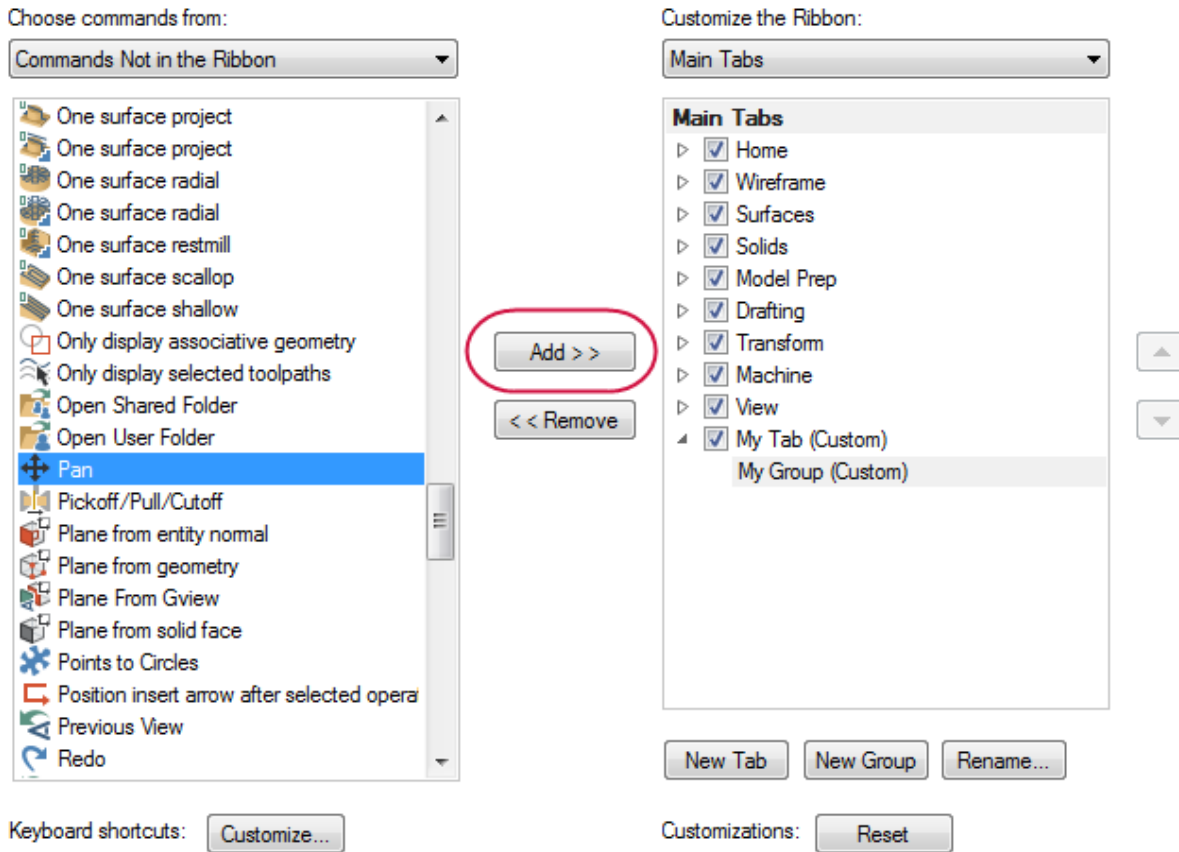 Choose commands from:
Commands Not in the Ribbon
One surface project
One surface project
One surface radial
One surface radial
One surface restmill
One surface scallop
One surface shallow
Only display associative geometry
Only display selected toolpaths
Open Shared Folder
Open User Folder
Pan
Pickoff/Pull/Cutoff
Plane from entity normal
Plane from geometry
Plane From Gview
Plane from solid face
Points to Circles
Position insert arrow after selected opera
Previous View
Redo
Keyboard shortcuts: Customize...
Add > >
< < Remove
Customize the Ribbon:
Main Tabs
Main Tabs
Home
Wireframe
Surfaces
Solids
Model Prep
Drafting
Transform
Machine
View
My Tab (Custom)
My Group (Custom)
New Tab New Group Rename...
Customizations: Reset